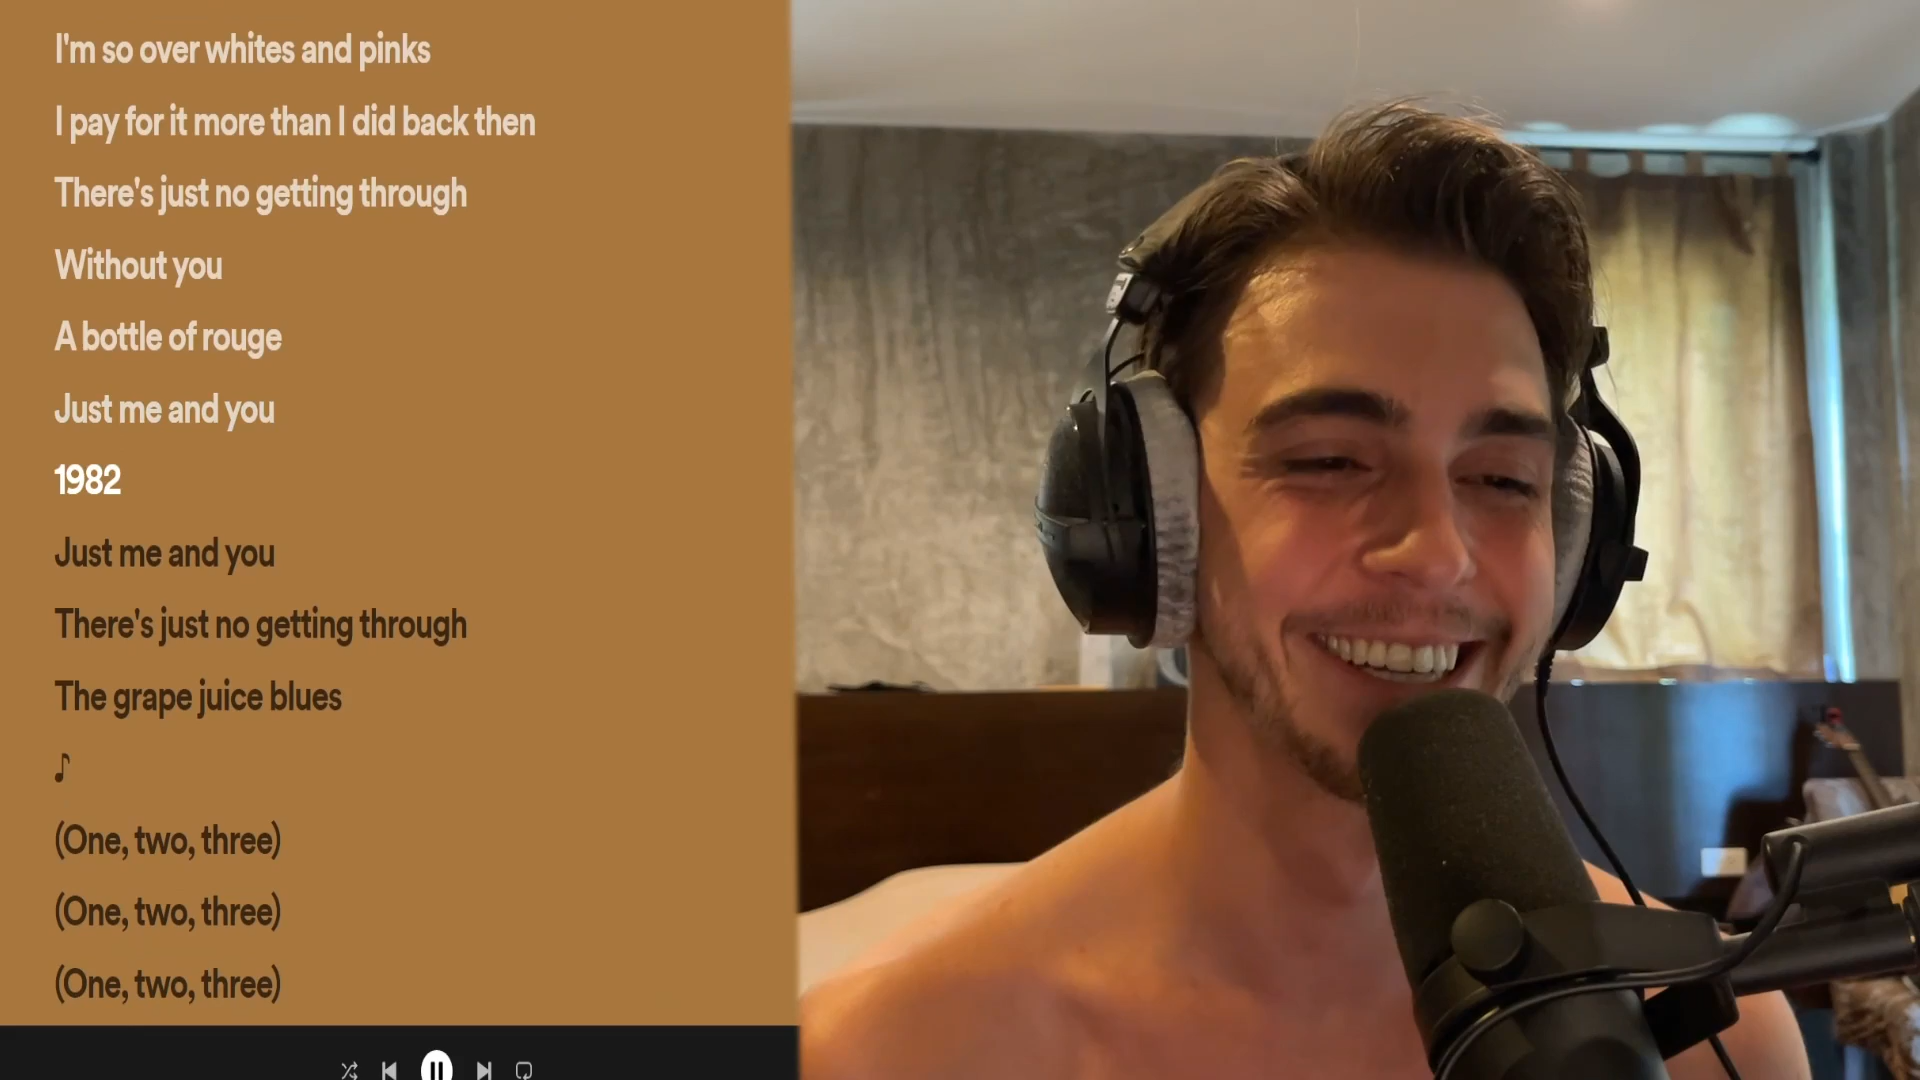 I'm so over whites and pinks
I pay for it more than I did back then
There's just no getting through
Without you
A bottle of rouge
Just me and you
1982
Just me and you
There's just no getting through
The grape juice blues
♪
(One, two, three)
(One, two, three)
(One, two, three)